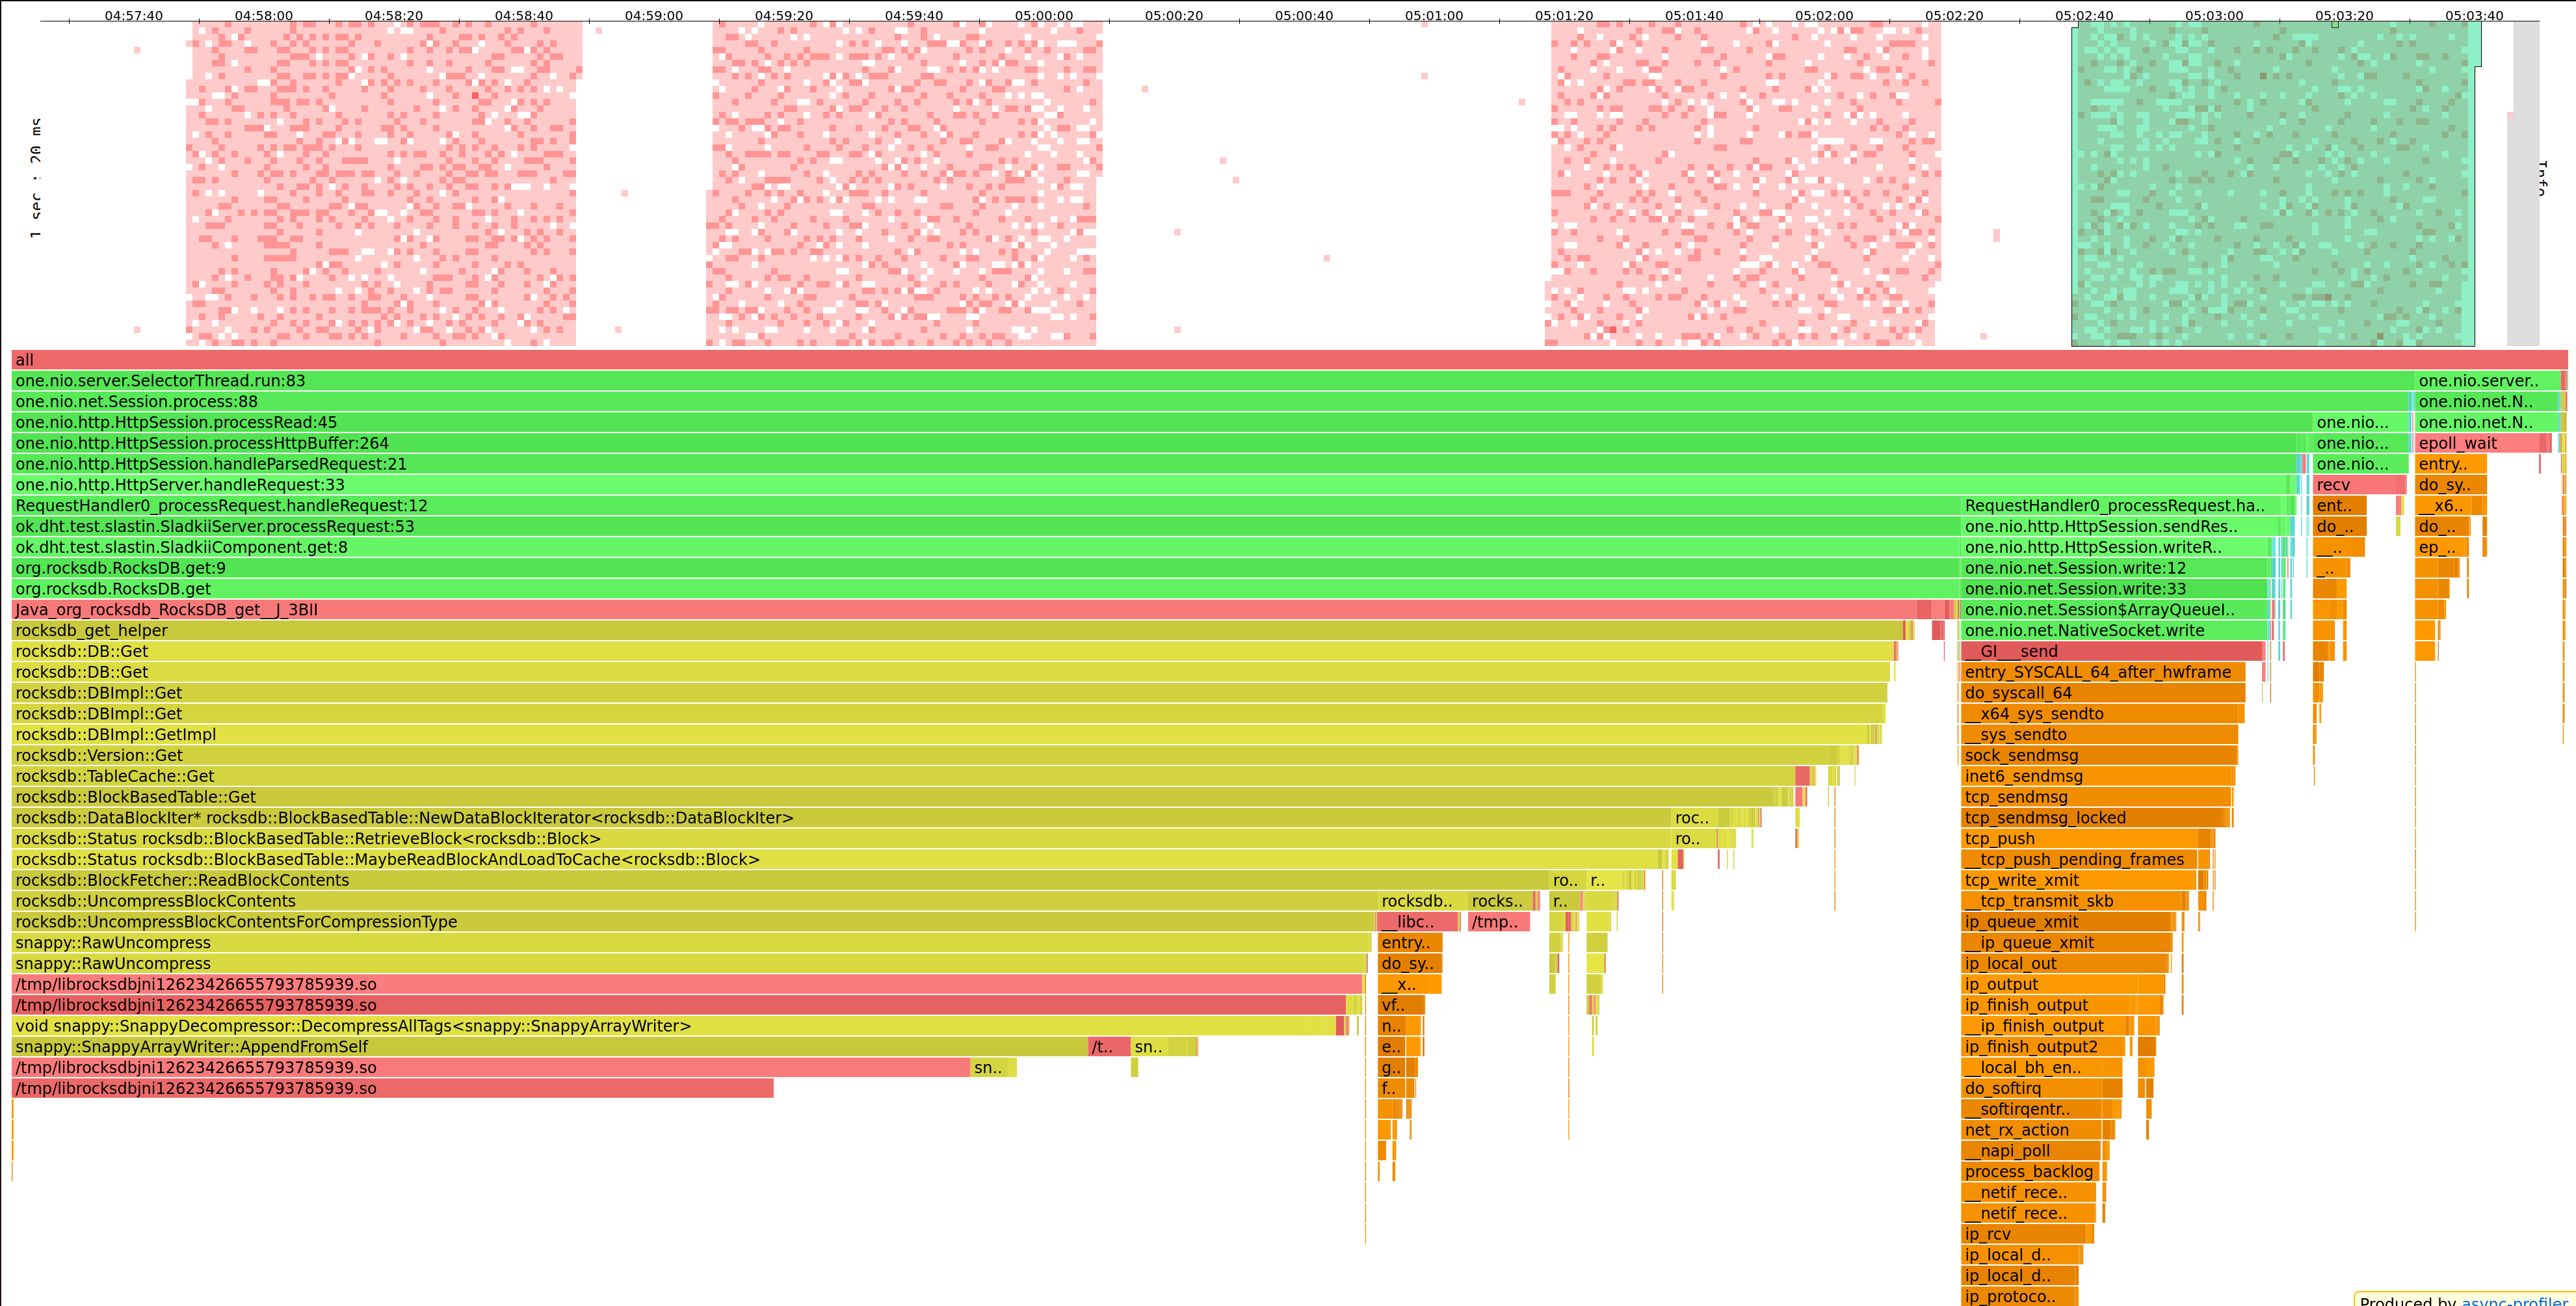 04:57:40 04:58:00 04:58:20 04:58:40 04:59:00 04:59:20 04:59:40 05:00:00 05:00:20 05:00:40 05:01:00 05:01:20 05:01:40 05:02:00 05:02:20 05:02:40 05:03:00 05:03:20 05:03:40
1 sec : 20 ms
Info
all
one.nio.server.SelectorThread.run:83 one.nio.server..
one.nio.net.Session.process:88 one.nio.net.N..
one.nio.http.HttpSession.processRead:45 one.nio... one.nio.net.N..
one.nio.http.HttpSession.processHttpBuffer:264 one.nio... epoll_wait
one.nio.http.HttpSession.handleParsedRequest:21 one.nio... entry..
one.nio.http.HttpServer.handleRequest:33 recv do_sy..
RequestHandler0_processRequest.handleRequest:12 RequestHandler0_processRequest.ha.. ent.. __x6..
ok.dht.test.slastin.SladkiiServer.processRequest:53 one.nio.http.HttpSession.sendRes.. do_.. do_..
ok.dht.test.slastin.SladkiiComponent.get:8 one.nio.http.HttpSession.writeR.. __.. ep_..
org.rocksdb.RocksDB.get:9 one.nio.net.Session.write:12 _..
org.rocksdb.RocksDB.get one.nio.net.Session.write:33
Java_org_rocksdb_RocksDB_get__J_3BII one.nio.net.Session$ArrayQueueI..
rocksdb_get_helper one.nio.net.NativeSocket.write
rocksdb::DB::Get __GI___send
rocksdb::DB::Get entry_SYSCALL_64_after_hwframe
rocksdb::DBImpl::Get do_syscall_64
rocksdb::DBImpl::Get __x64_sys_sendto
rocksdb::DBImpl::GetImpl __sys_sendto
rocksdb::Version::Get sock_sendmsg
rocksdb::TableCache::Get inet6_sendmsg
rocksdb::BlockBasedTable::Get tcp_sendmsg
rocksdb::DataBlockIter* rocksdb::BlockBasedTable::NewDataBlockIterator<rocksdb::DataBlockIter> roc.. tcp_sendmsg_locked
rocksdb::Status rocksdb::BlockBasedTable::RetrieveBlock<rocksdb::Block> ro.. tcp_push
rocksdb::Status rocksdb::BlockBasedTable::MaybeReadBlockAndLoadToCache<rocksdb::Block> __tcp_push_pending_frames
rocksdb::BlockFetcher::ReadBlockContents ro.. r.. tcp_write_xmit
rocksdb::UncompressBlockContents rocksdb.. rocks.. r.. __tcp_transmit_skb
rocksdb::UncompressBlockContentsForCompressionType __libc.. /tmp.. ip_queue_xmit
snappy::RawUncompress entry.. __ip_queue_xmit
snappy::RawUncompress do_sy.. ip_local_out
/tmp/librocksdbjni12623426655793785939.so __x.. ip_output
/tmp/librocksdbjni12623426655793785939.so vf.. ip_finish_output
void snappy::SnappyDecompressor::DecompressAllTags<snappy::SnappyArrayWriter> n.. __ip_finish_output
snappy::SnappyArrayWriter::AppendFromSelf /t.. sn.. e.. ip_finish_output2
/tmp/librocksdbjni12623426655793785939.so sn.. g.. __local_bh_en..
/tmp/librocksdbjni12623426655793785939.so f.. do_softirq
__softirqentr..
net_rx_action
__napi_poll
process_backlog
__netif_rece..
__netif_rece..
ip_rcv
ip_local_d..
ip_local_d..
ip_protoco..
Produced by async-profiler